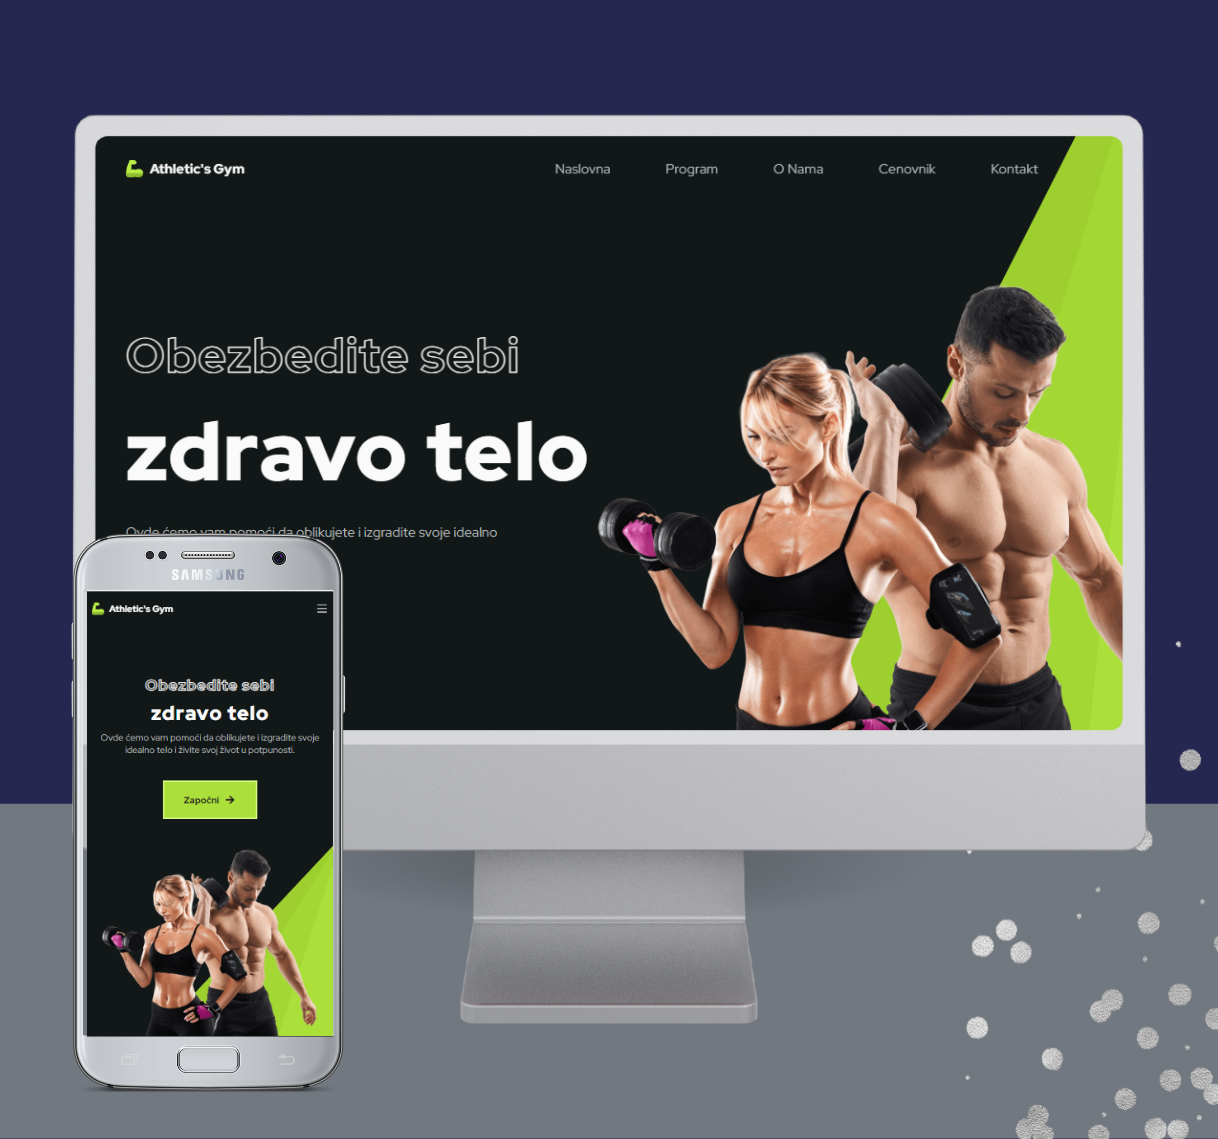 Athletic's Gym
Naslovna
Program
O Nama
Cenovnik
Kontakt
Obezbedite sebi
zdravo telo
Ovde ćemo vam pomoći da oblikujete i izgradite svoje idealno
SAMSUNG
Athletic's Gym
Obezbedite sebi
zdravo telo
Ovde ćemo vam pomoći da oblikujete i izgradite svoje
idealno telo i živite svoj život u potpunosti.
Započni